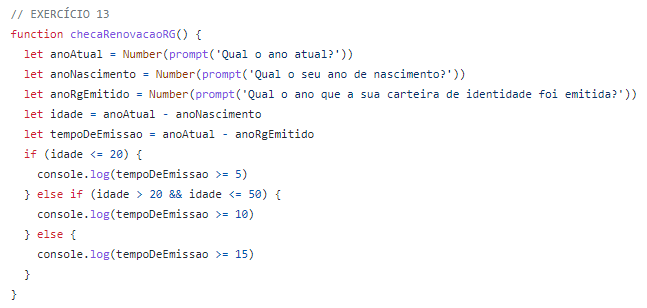 // EXERCÍCIO 13
function checaRenovacaoRG() {
  let anoAtual = Number(prompt('Qual o ano atual?'))
  let anoNascimento = Number(prompt('Qual o seu ano de nascimento?'))
  let anoRgEmitido = Number(prompt('Qual o ano que a sua carteira de identidade foi emitida?'))
  let idade = anoAtual - anoNascimento
  let tempoDeEmissao = anoAtual - anoRgEmitido
  if (idade <= 20) {
    console.log(tempoDeEmissao >= 5)
  } else if (idade > 20 && idade <= 50) {
    console.log(tempoDeEmissao >= 10)
  } else {
    console.log(tempoDeEmissao >= 15)
  }
}